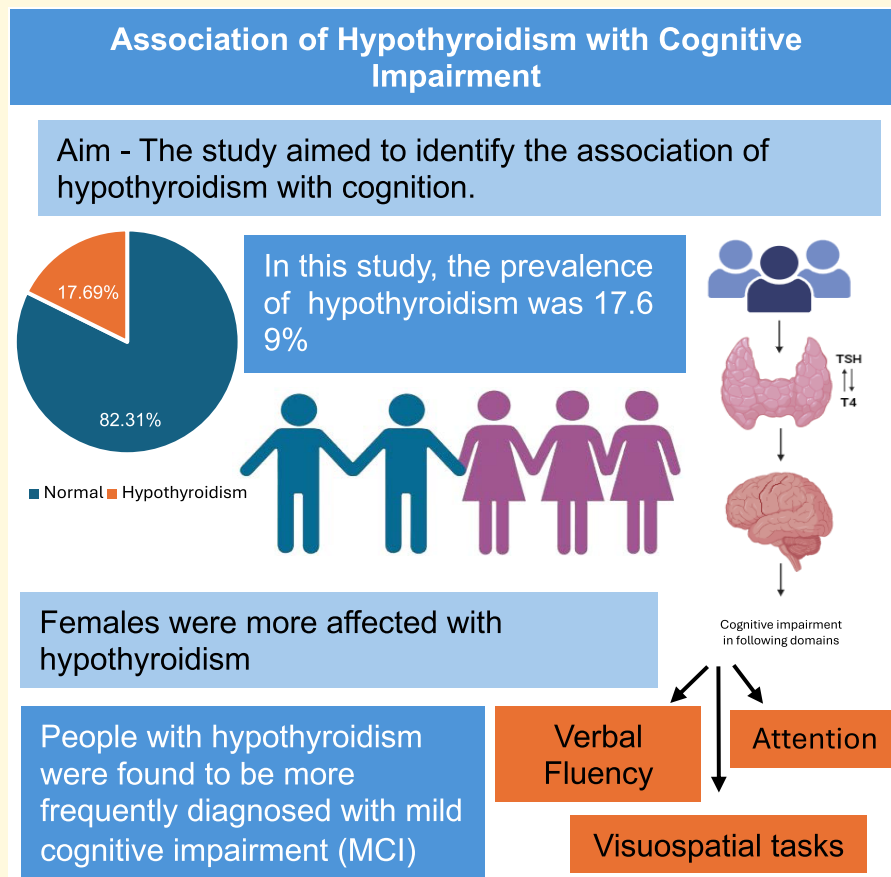 Association of Hypothyroidism with Cognitive
Impairment
Aim - The study aimed to identify the association of
hypothyroidism with cognition.
17.69%
82.31%
Normal
Hypothyroidism
In this study, the prevalence
of hypothyroidism was 17.6
9%
TSH
T4
Females were more affected with
hypothyroidism
People with hypothyroidism
were found to be more
frequently diagnosed with mild
cognitive impairment (MCI)
Cognitive impairment
in following domains
Verbal
Fluency
Attention
Visuospatial tasks